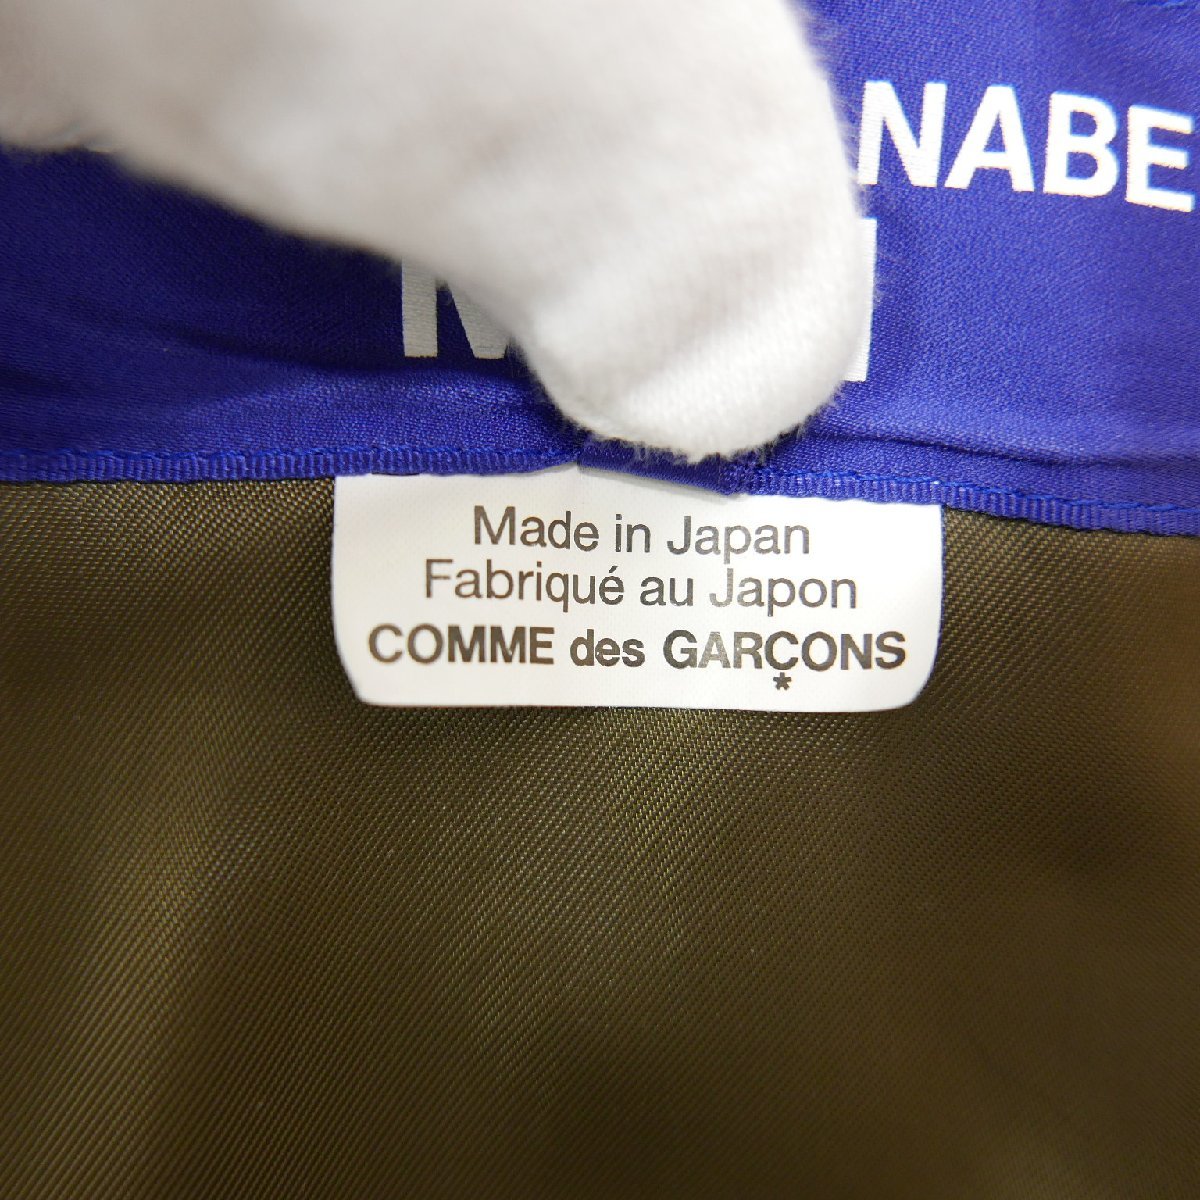 NABE
M
Made in Japan
Fabriqué au Japon
COMME des GARÇONS
*